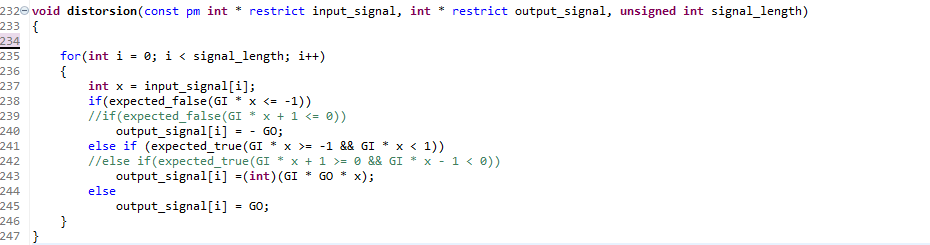 232 void distorsion(const pm int * restrict input_signal, int * restrict output_signal, unsigned int signal_length)
233 {
234
235     for(int i = 0; i < signal_length; i++)
236     {
237         int x = input_signal[i];
238         if(expected_false(GI * x <= -1))
239         //if(expected_false(GI * x + 1 <= 0))
240             output_signal[i] = - GO;
241         else if (expected_true(GI * x >= -1 && GI * x < 1))
242         //else if(expected_true(GI * x + 1 >= 0 && GI * x - 1 < 0))
243             output_signal[i] =(int)(GI * GO * x);
244         else
245             output_signal[i] = GO;
246     }
247 }